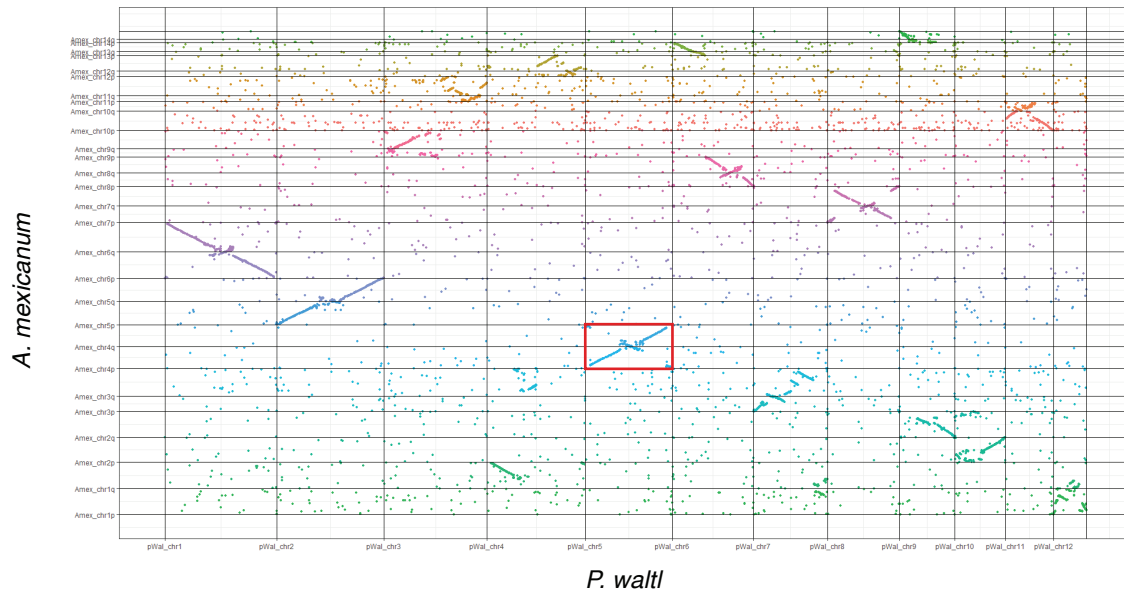 Amex_chr14q
Amex_chr14p
Amex_chr13q
Amex_chr13p
Amex_chr12q
Amex_chr12p
Amex_chr11q
Amex_chr11p
Amex_chr10q
Amex_chr10p
Amex_chr9q
Amex_chr9p
Amex_chr8q
Amex_chr8p
Amex_chr7q
Amex_chr7p
Amex_chr6q
Amex_chr6p
Amex_chr5q
Amex_chr5p
Amex_chr4q
Amex_chr4p
Amex_chr3q
Amex_chr3p
Amex_chr2q
Amex_chr2p
Amex_chr1q
Amex_chr1p
A. mexicanum
pWal_chr1 pWal_chr2 pWal_chr3 pWal_chr4 pWal_chr5 pWal_chr6 pWal_chr7 pWal_chr8 pWal_chr9 pWal_chr10 pWal_chr11 pWal_chr12
P. waltl